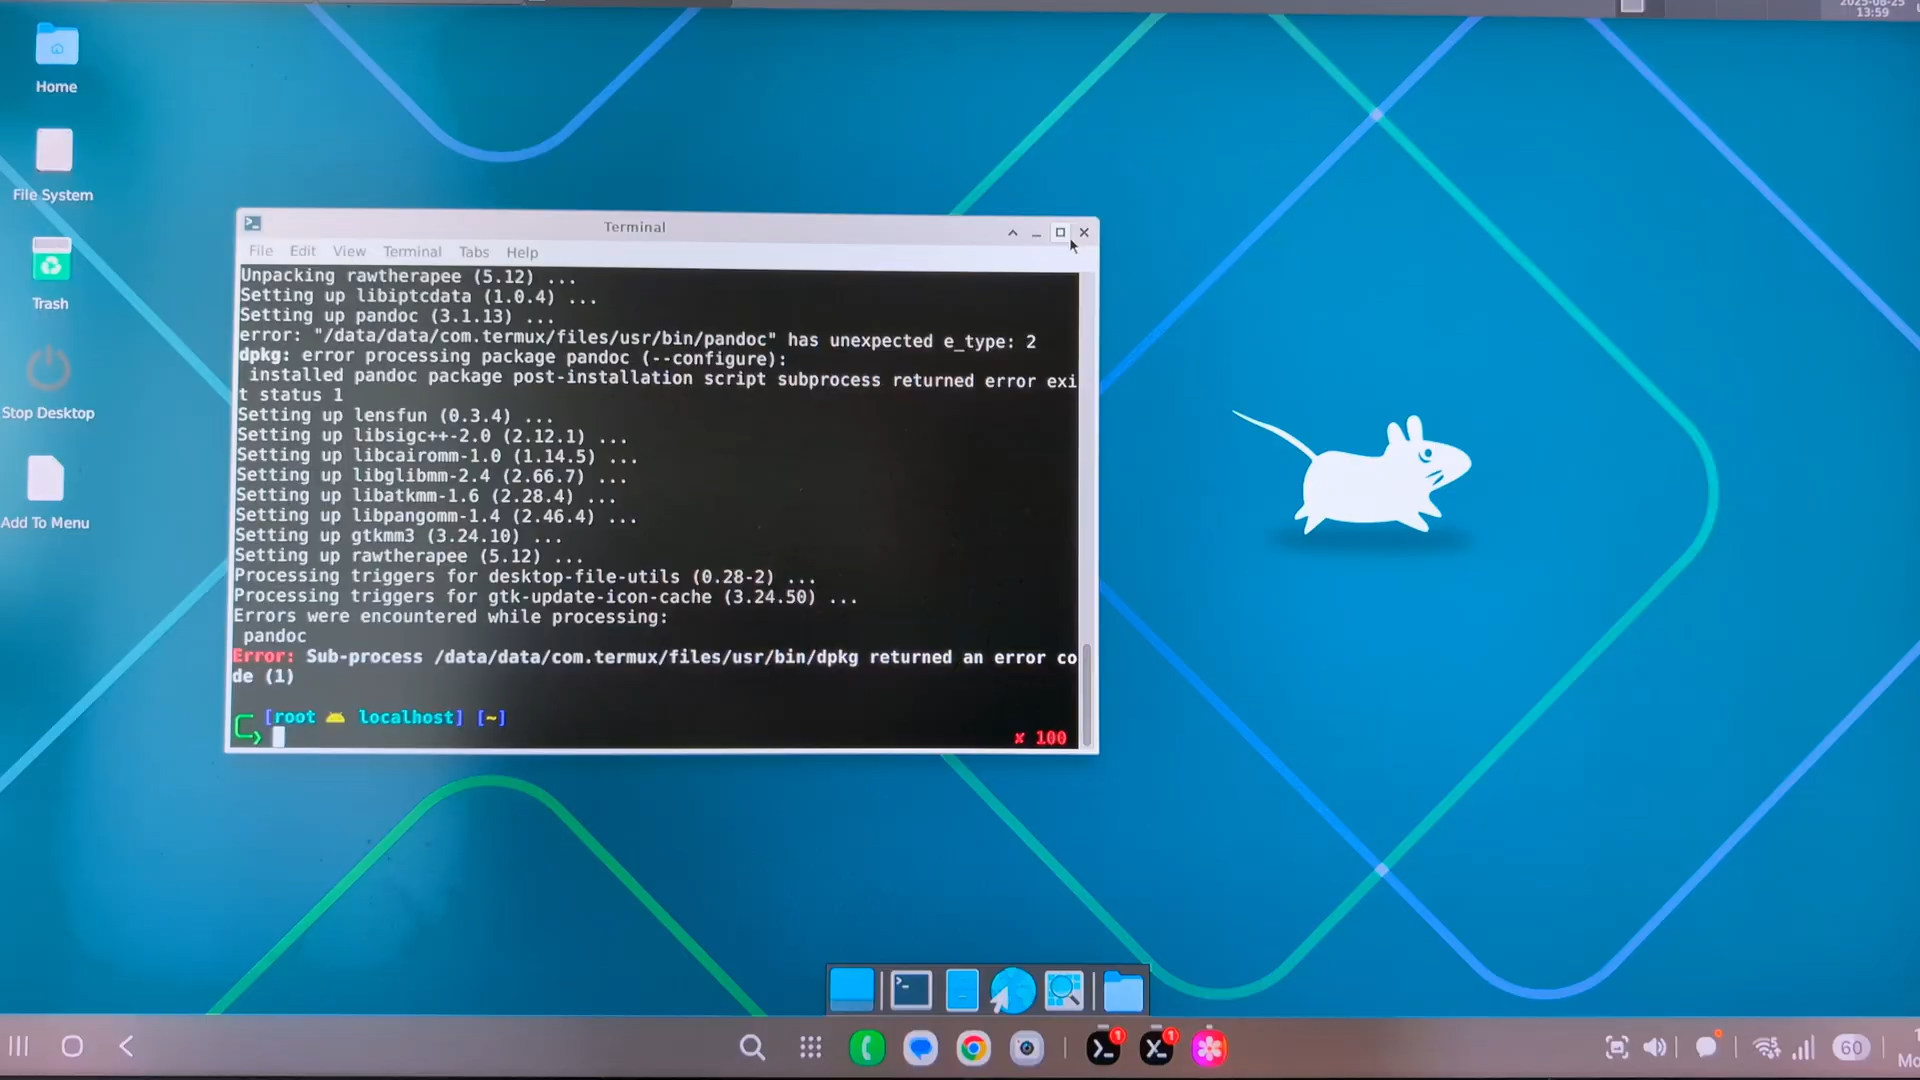 2025-08-25
13:59
Home
File System
Trash
Stop Desktop
Add To Menu
Terminal
File Edit View Terminal Tabs Help
Unpacking rawtherapee (5.12) ...
Setting up libiptcdata (1.0.4) ...
Setting up pandoc (3.1.13) ...
error: "/data/data/com.termux/files/usr/bin/pandoc" has unexpected e_type: 2
dpkg: error processing package pandoc (--configure):
installed pandoc package post-installation script subprocess returned error exi
t status 1
Setting up lensfun (0.3.4) ...
Setting up libsigc++-2.0 (2.12.1) ...
Setting up libcairomm-1.0 (1.14.5) ...
Setting up libglibmm-2.4 (2.66.7) ...
Setting up libatkmm-1.6 (2.28.4) ...
Setting up libpangomm-1.4 (2.46.4) ...
Setting up gtkmm3 (3.24.10) ...
Setting up rawtherapee (5.12) ...
Processing triggers for desktop-file-utils (0.28-2) ...
Processing triggers for gtk-update-icon-cache (3.24.50) ...
Errors were encountered while processing:
pandoc
Error: Sub-process /data/data/com.termux/files/usr/bin/dpkg returned an error co
de (1)
[root localhost] [~]
x 100
1
1
60